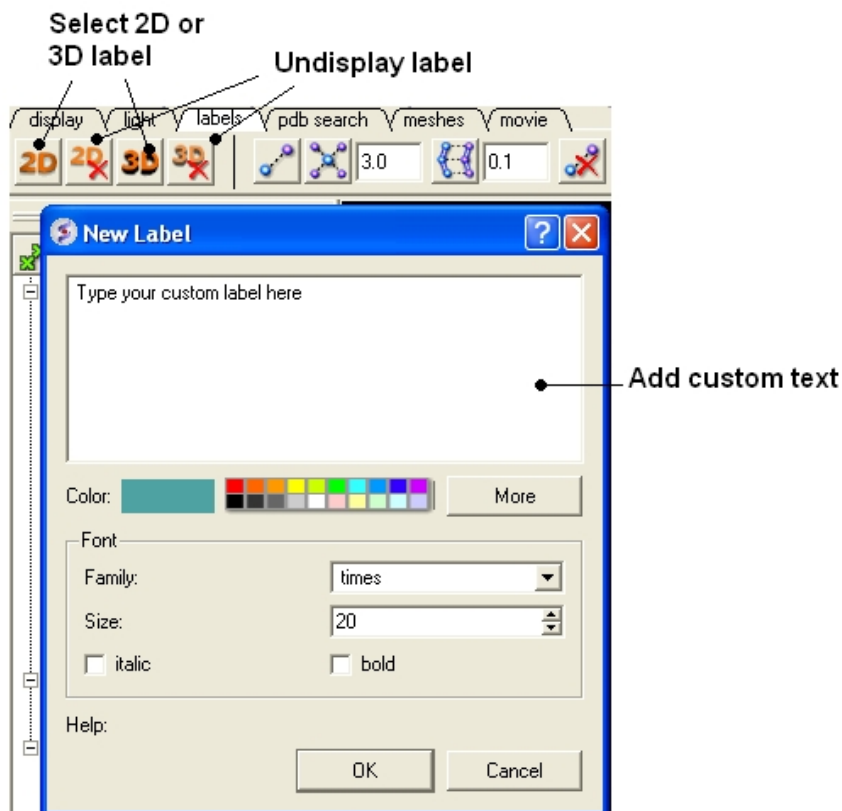 Select 2D or
3D label
Undisplay label
display light labels pdb search meshes movie
2D 2D 3D 3D 3.0 0.1
New Label ?
Type your custom label here
Add custom text
Color: More
Font
Family: times
Size: 20
italic bold
Help:
OK Cancel